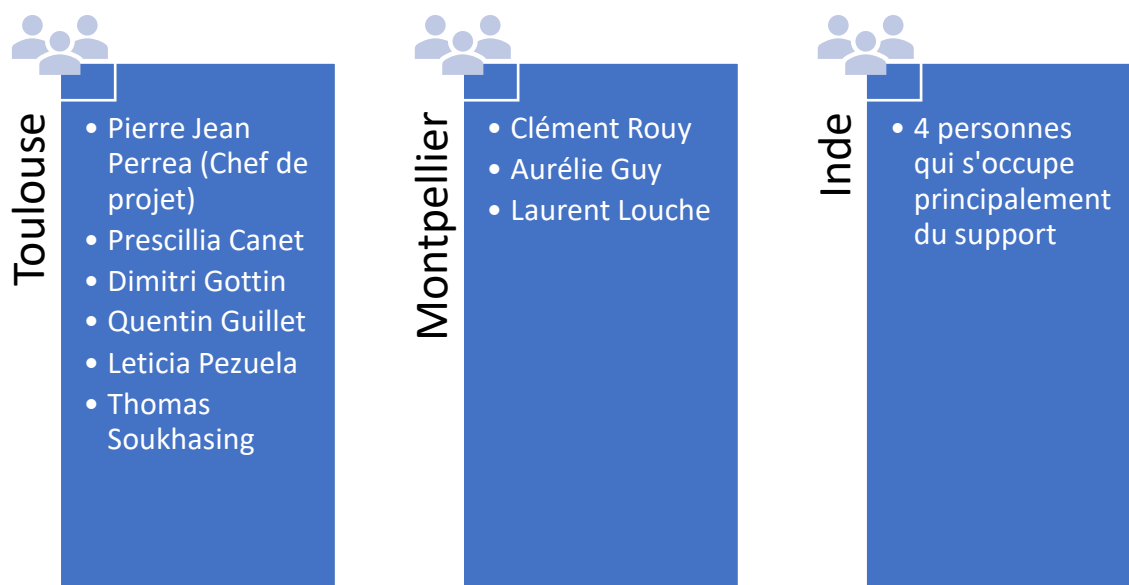 Toulouse
• Pierre Jean
Perrea (Chef de
projet)
• Prescillia Canet
• Dimitri Gottin
• Quentin Guillet
• Leticia Pezuela
• Thomas
Soukhasing
Montpellier
• Clément Rouy
• Aurélie Guy
• Laurent Louche
Inde
• 4 personnes
qui s'occupe
principalement
du support